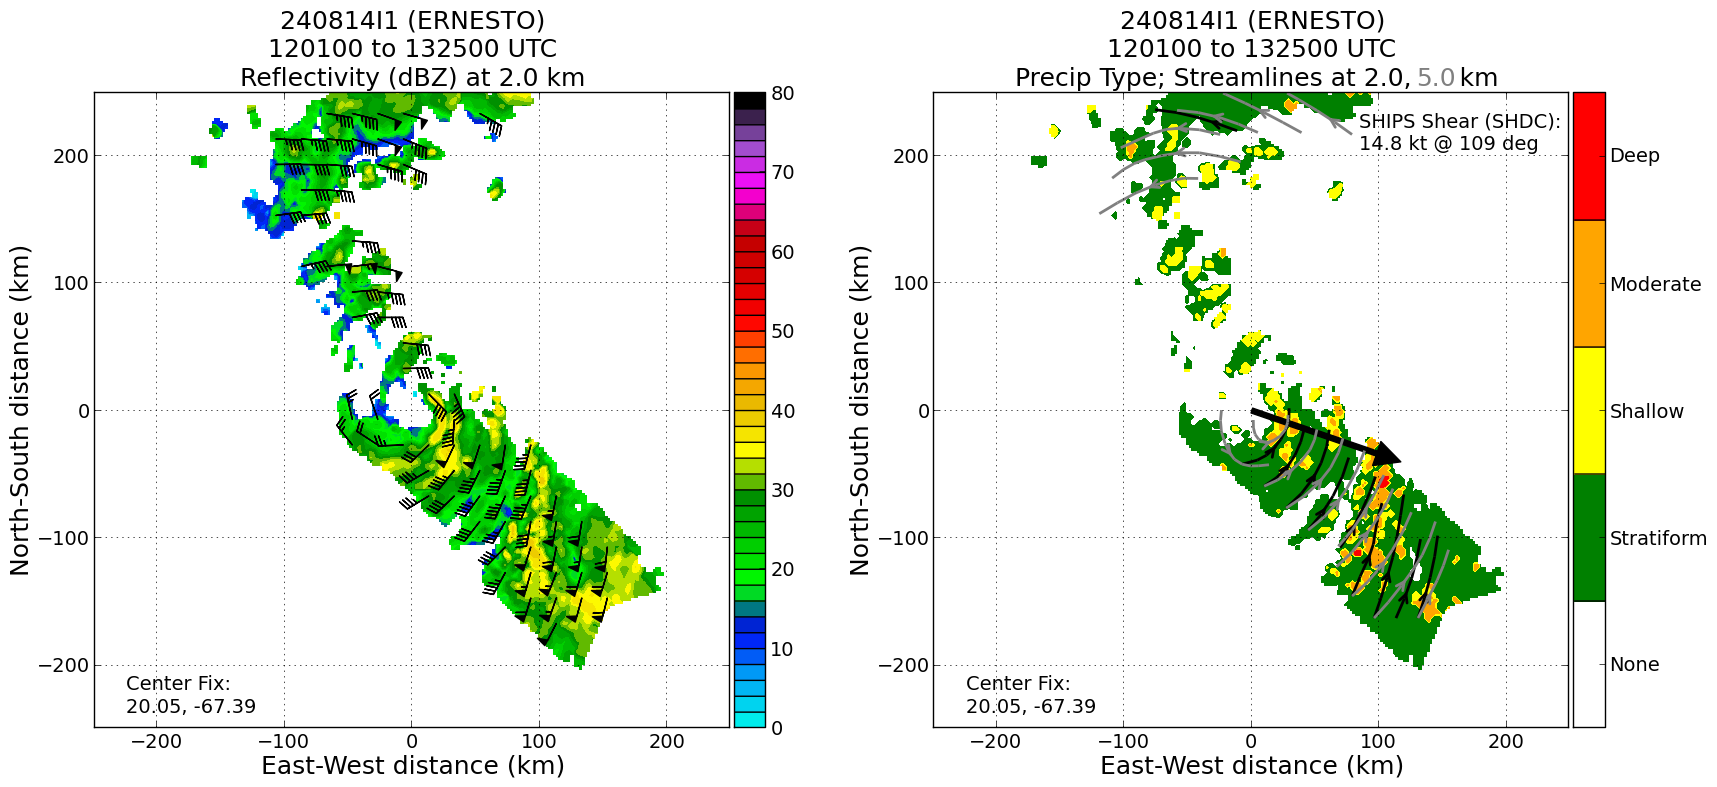 240814I1 (ERNESTO)
120100 to 132500 UTC
Reflectivity (dBZ) at 2.0 km
80
70
60
50
40
30
20
10
0
200
100
0
−100
−200
North-South distance (km)
Center Fix:
20.05, -67.39
−200 −100 0 100 200
East-West distance (km)
240814I1 (ERNESTO)
120100 to 132500 UTC
Precip Type; Streamlines at 2.0, 5.0 km
SHIPS Shear (SHDC):
14.8 kt @ 109 deg
Deep
Moderate
Shallow
Stratiform
None
200
100
0
−100
−200
North-South distance (km)
Center Fix:
20.05, -67.39
−200 −100 0 100 200
East-West distance (km)